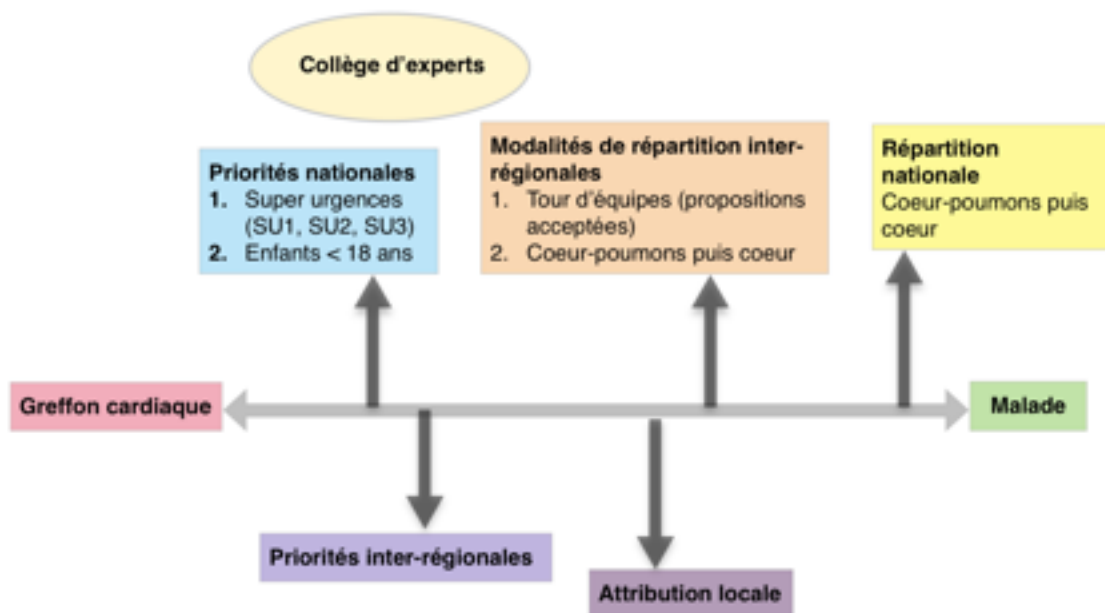 Collège d'experts
Priorités nationales
1. Super urgences
(SU1, SU2, SU3)
2. Enfants < 18 ans
Modalités de répartition inter-
régionales
1. Tour d'équipes (propositions
acceptées)
2. Coeur-poumons puis coeur
Répartition
nationale
Coeur-poumons puis
coeur
Greffon cardiaque
Malade
Priorités inter-régionales
Attribution locale